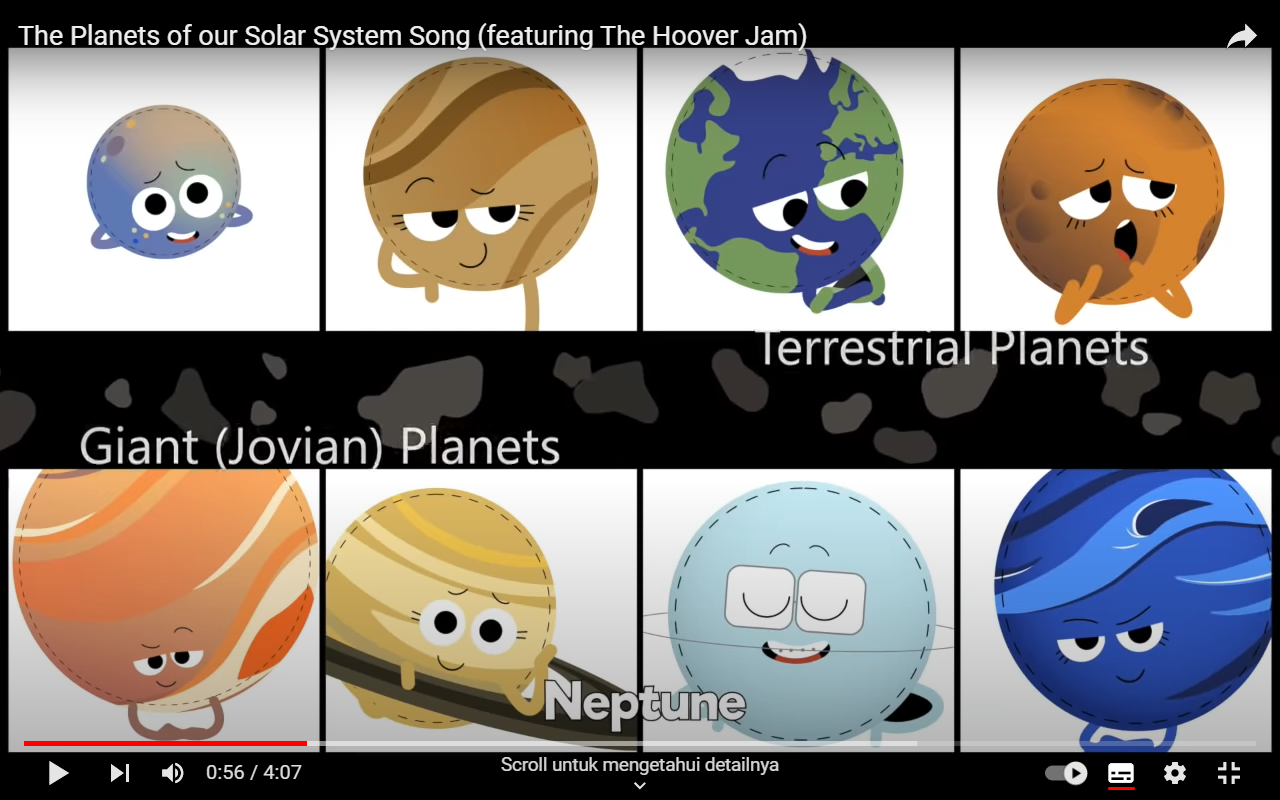 The Planets of our Solar System Song (featuring The Hoover Jam)
Terrestrial Planets
Giant (Jovian) Planets
Neptune
0:56 / 4:07
Scroll untuk mengetahui detailnya